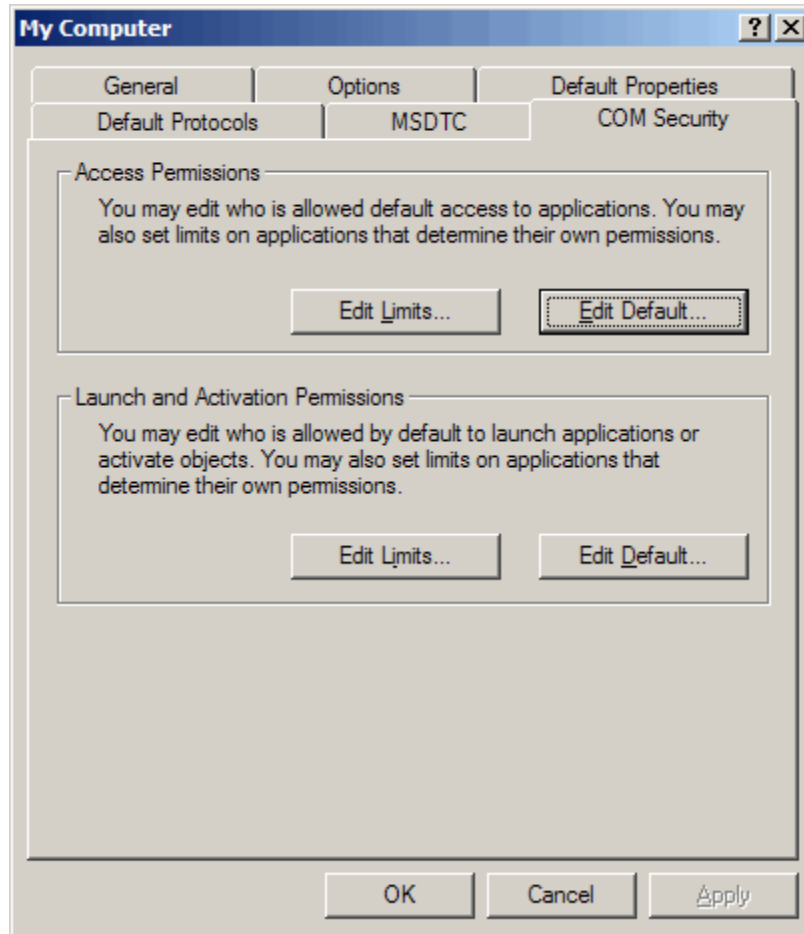 My Computer
? X
General Options Default Properties
Default Protocols MSDTC COM Security
Access Permissions
You may edit who is allowed default access to applications. You may
also set limits on applications that determine their own permissions.
Edit Limits... Edit Default...
Launch and Activation Permissions
You may edit who is allowed by default to launch applications or
activate objects. You may also set limits on applications that
determine their own permissions.
Edit Limits... Edit Default...
OK Cancel Apply